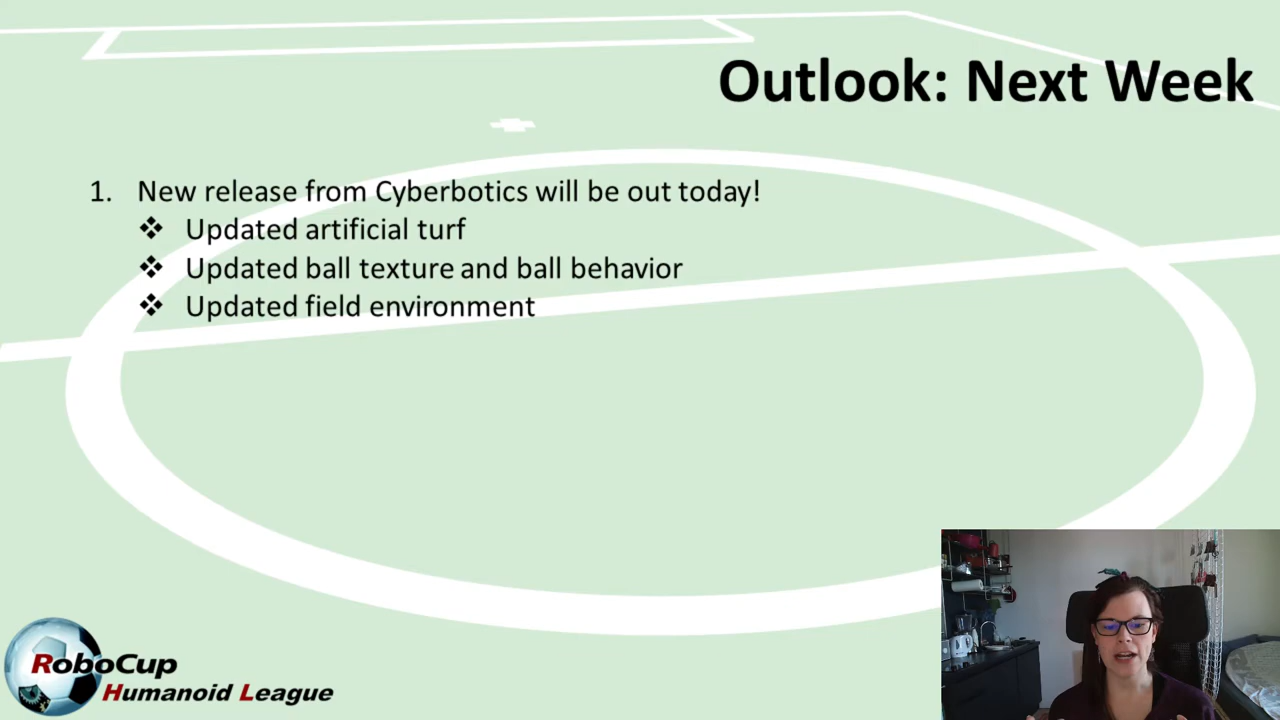 Outlook: Next Week
1. New release from Cyberbotics will be out today!
❖ Updated artificial turf
❖ Updated ball texture and ball behavior
❖ Updated field environment
RoboCup
Humanoid League